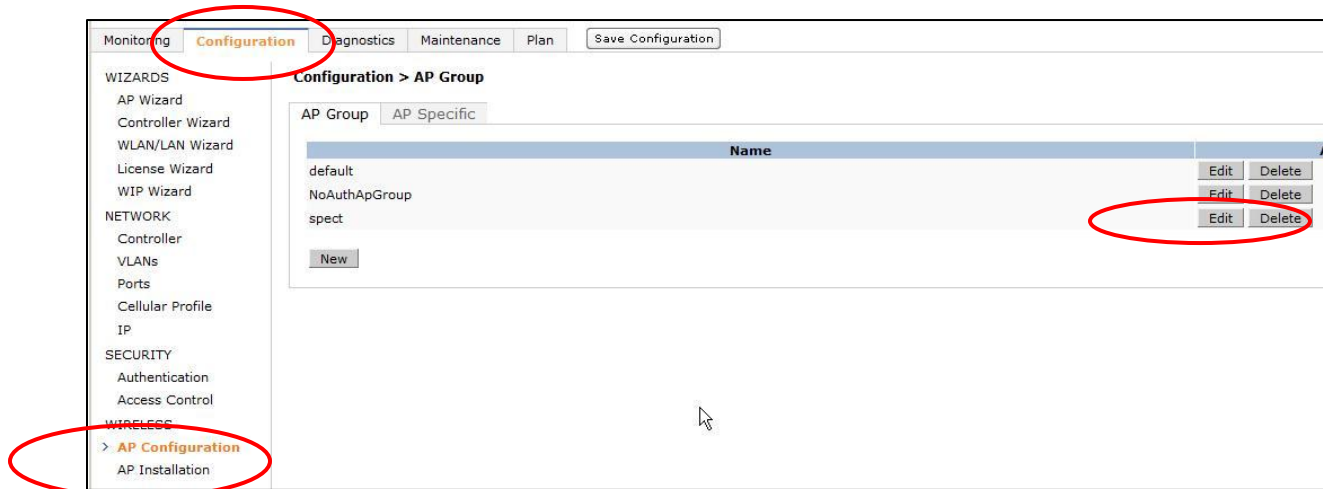 Monitoring Configuration Diagnostics Maintenance Plan Save Configuration
WIZARDS
AP Wizard
Controller Wizard
WLAN/LAN Wizard
License Wizard
WIP Wizard
NETWORK
Controller
VLANs
Ports
Cellular Profile
IP
SECURITY
Authentication
Access Control
WIRELESS
> AP Configuration
AP Installation
Configuration > AP Group
AP Group AP Specific
Name
default Edit Delete
NoAuthApGroup Edit Delete
spect Edit Delete
New